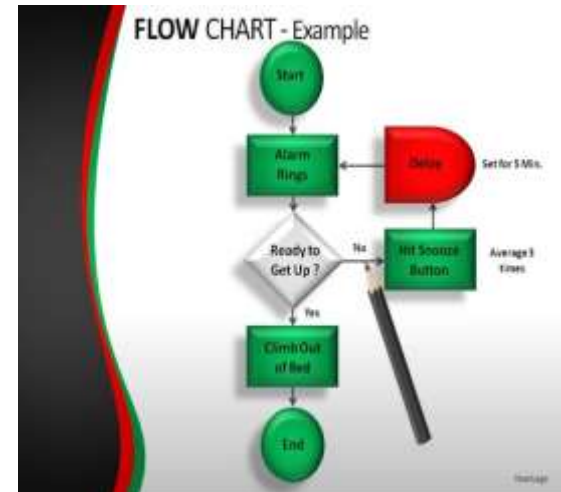 FLOW CHART - Example
Start
Alarm
Rings
Delay
Set for 5 Min.
Ready to
Get Up ?
No
Hit Snooze
Button
Average 3
times
Yes
Climb Out
of Bed
End